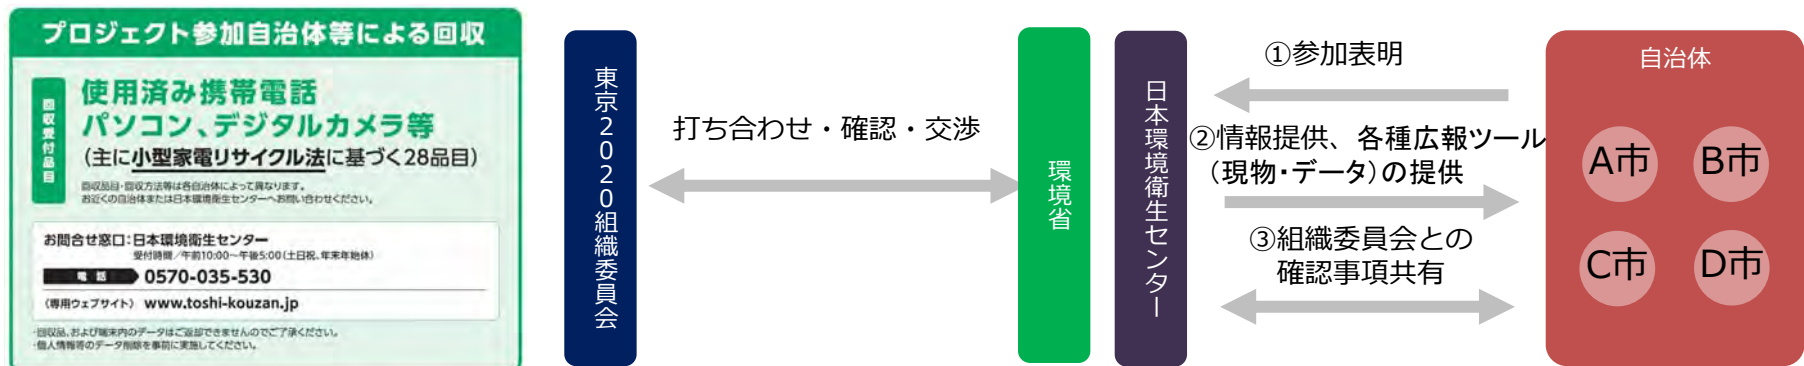 プロジェクト参加自治体等による回収
回収受付品目
使用済み携帯電話
パソコン、デジタルカメラ等
(主に小型家電リサイクル法に基づく28品目)
回収品目・回収方法等は各自治体によって異なります。
お近くの自治体または日本環境衛生センターへお問い合わせください。
お問合せ窓口:日本環境衛生センター
受付時間/午前10:00〜午後5:00(土日祝、年末年始休)
電話 0570-035-530
〈専用ウェブサイト〉 www.toshi-kouzan.jp
・回収品、および端末内のデータはご返却できませんのでご了承ください。
・個人情報等のデータ削除を事前に実施してください。
東京2020組織委員会
打ち合わせ・確認・交渉
環境省
日本環境衛生センター
①参加表明
②情報提供、各種広報ツール
(現物・データ)の提供
③組織委員会との
確認事項共有
自治体
A市
B市
C市
D市